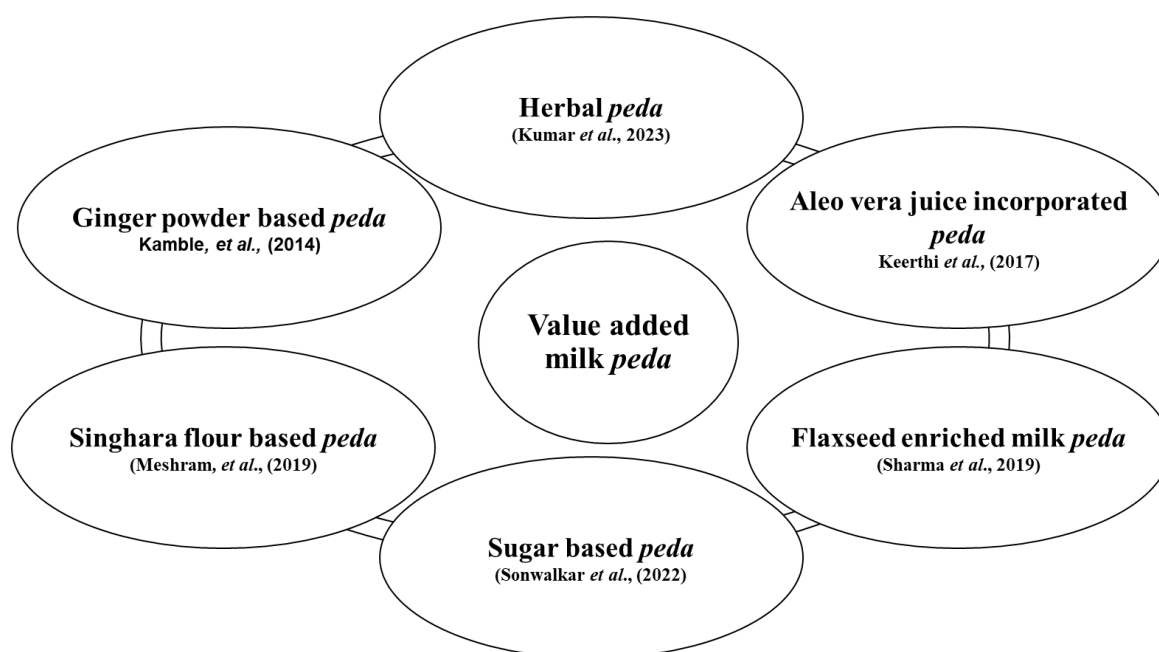 Herbal peda
(Kumar et al., 2023)
Ginger powder based peda
Kamble, et al., (2014)
Aleo vera juice incorporated
peda
Keerthi et al., (2017)
Value added
milk peda
Singhara flour based peda
(Meshram, et al., (2019)
Flaxseed enriched milk peda
(Sharma et al., 2019)
Sugar based peda
(Sonwalkar et al., (2022)